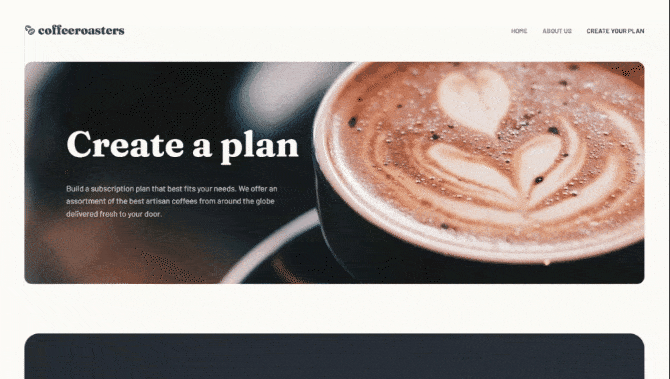 coffeeroasters
HOME ABOUT US CREATE YOUR PLAN
Create a plan
Build a subscription plan that best fits your needs. We offer an
assortment of the best artisan coffees from around the globe
delivered fresh to your door.